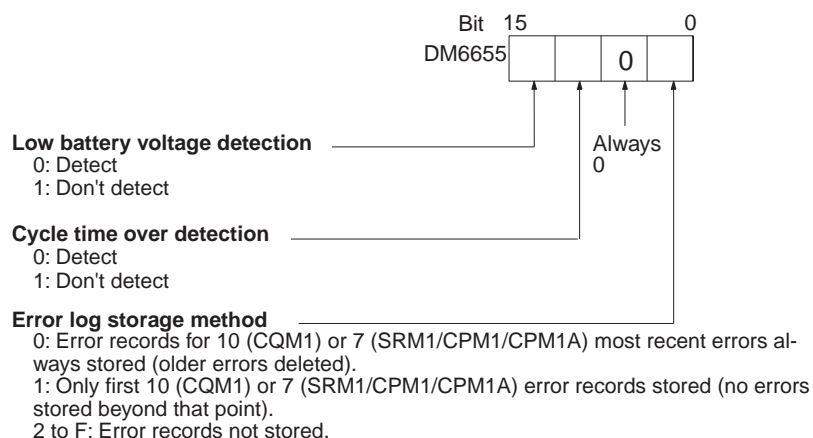 Bit 15 0
DM6655
0
Low battery voltage detection
0: Detect
1: Don't detect
Always
0
Cycle time over detection
0: Detect
1: Don't detect
Error log storage method
0: Error records for 10 (CQM1) or 7 (SRM1/CPM1/CPM1A) most recent errors al-
ways stored (older errors deleted).
1: Only first 10 (CQM1) or 7 (SRM1/CPM1/CPM1A) error records stored (no errors
stored beyond that point).
2 to F: Error records not stored.